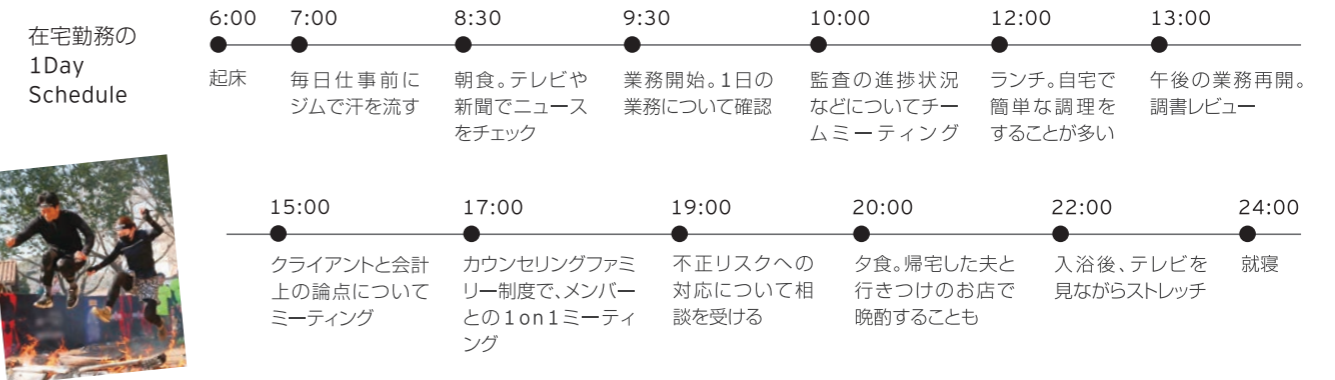 在宅勤務の
1Day
Schedule
6:00
起床
7:00
毎日仕事前に
ジムで汗を流す
8:30
朝食。テレビや
新聞でニュース
をチェック
9:30
業務開始。1日の
業務について確認
10:00
監査の進捗状況
などについてチー
ムミーティング
12:00
ランチ。自宅で
簡単な調理を
することが多い
13:00
午後の業務再開。
調書レビュー
15:00
クライアントと会計
上の論点について
ミーティング
17:00
カウンセリングファミ
リー制度で、メンバー
との1on1ミーティ
ング
19:00
不正リスクへの
対応について相
談を受ける
20:00
夕食。帰宅した夫と
行きつけのお店で
晩酌することも
22:00
入浴後、テレビを
見ながらストレッチ
24:00
就寝